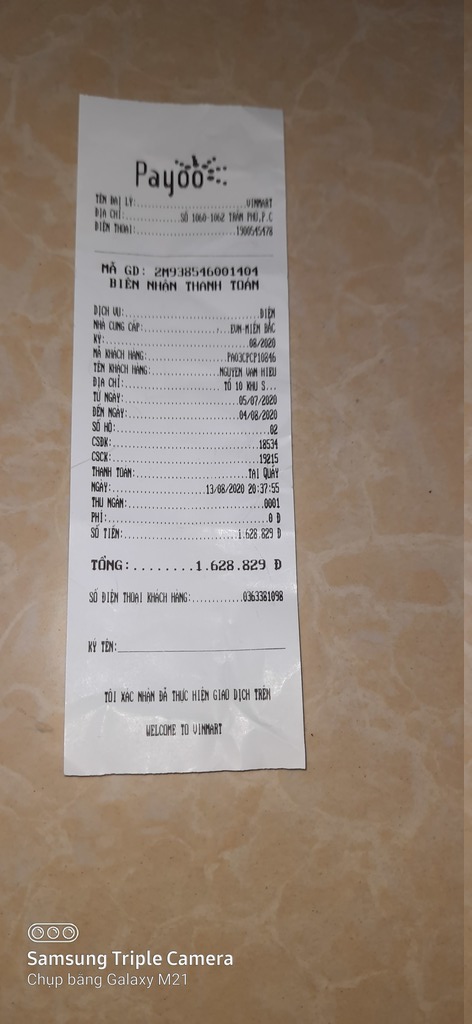 Payoo
TÊN ĐẠI LÝ:......................VINMART
ĐỊA CHỈ:..........SỐ 1060-1062 TRẦN PHÚ,P.C
ĐIỆN THOẠI:....................1900545478
MÃ GD: 2M938546001404
BIÊN NHẬN THANH TOÁN
DỊCH VỤ:.............................ĐIỆN
NHÀ CUNG CẤP:.............,..EVN MIỀN BẮC
KỲ:...............................08/2020
MÃ KHÁCH HÀNG:..............PA03CPCP10846
TÊN KHÁCH HÀNG:............NGUYEN VAN HIEU
ĐỊA CHỈ:....................TỔ 10 KHU S...
TỪ NGÀY:.......................05/07/2020
ĐẾN NGÀY:......................04/08/2020
SỐ HỘ:.................................02
CSĐK:...............................18534
CSCK:...............................19215
THANH TOÁN:......................TẠI QUẦY
NGÀY:.................13/08/2020 20:37:55
THU NGÂN:............................0001
PHÍ:..................................0 Đ
SỐ TIỀN:......................1.628.829 Đ
TỔNG:........1.628.829 Đ
SỐ ĐIỆN THOẠI KHÁCH HÀNG:..........0363381098
KÝ TÊN:
TÔI XÁC NHẬN ĐÃ THỰC HIỆN GIAO DỊCH TRÊN
WELCOME TO VINMART
Samsung Triple Camera
Chụp bằng Galaxy M21